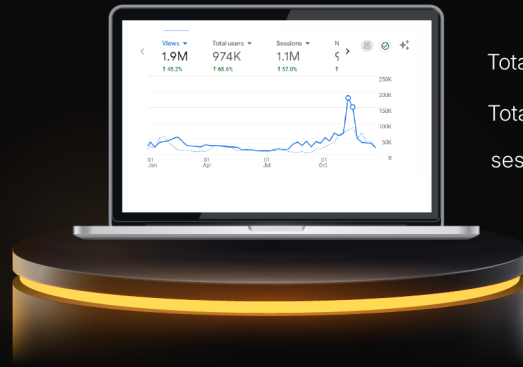 Views Total users Sessions N
1.9M 974K 1.1M
↑ 45.2% ↑ 65.6% ↑ 57.0% ↑
250K
200K
150K
100K
50K
0
01 Jan 01 Apr 01 Jul 01 Oct
Tota
Tota
ses